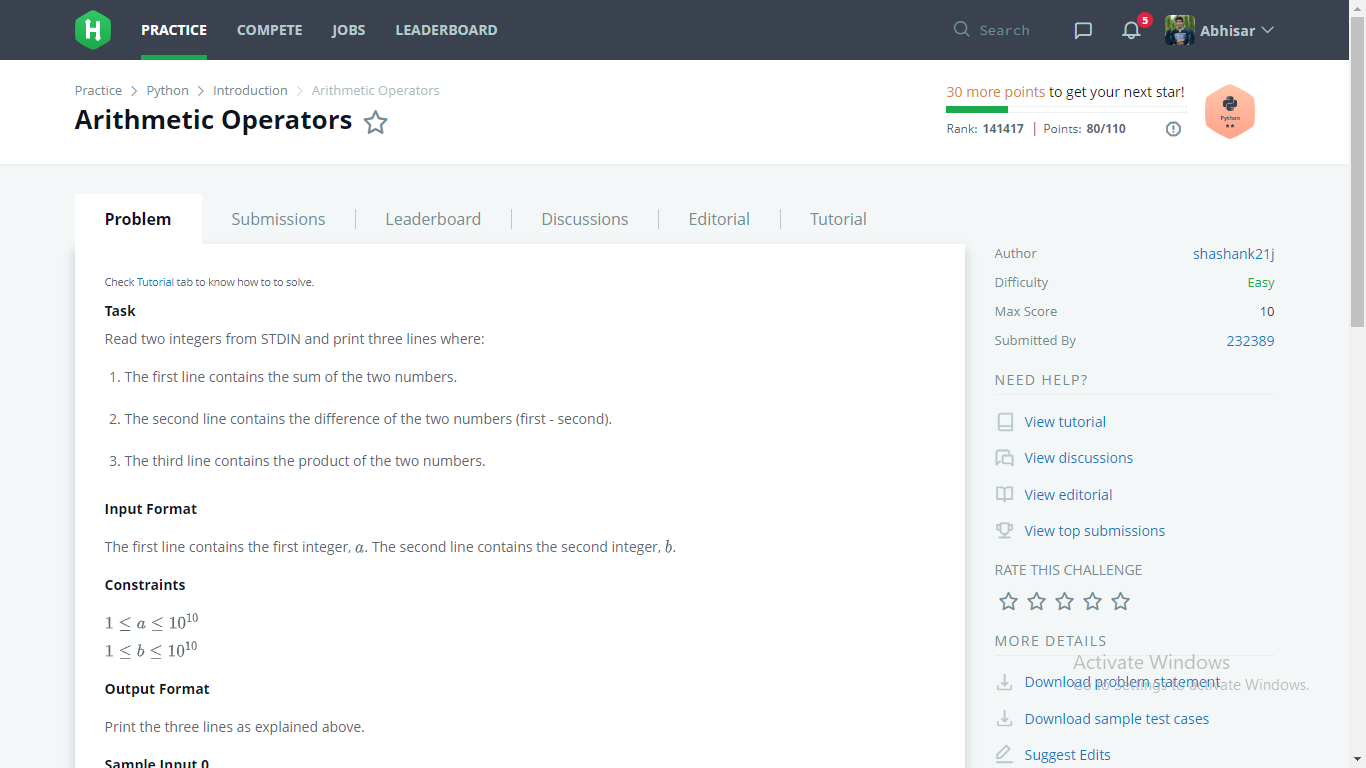 PRACTICE COMPETE JOBS LEADERBOARD Search 5 Abhisar
Practice > Python > Introduction > Arithmetic Operators
Arithmetic Operators
30 more points to get your next star!
Rank: 141417 | Points: 80/110
Python
Problem Submissions Leaderboard Discussions Editorial Tutorial
Check Tutorial tab to know how to to solve.
Task
Read two integers from STDIN and print three lines where:
1. The first line contains the sum of the two numbers.
2. The second line contains the difference of the two numbers (first - second).
3. The third line contains the product of the two numbers.
Input Format
The first line contains the first integer, a. The second line contains the second integer, b.
Constraints
1 ≤ a ≤ 10^10
1 ≤ b ≤ 10^10
Output Format
Print the three lines as explained above.
Sample Input 0
Author shashank21j
Difficulty Easy
Max Score 10
Submitted By 232389
NEED HELP?
View tutorial
View discussions
View editorial
View top submissions
RATE THIS CHALLENGE
MORE DETAILS
Activate Windows
Download problem statement
Go to Settings to activate Windows.
Download sample test cases
Suggest Edits